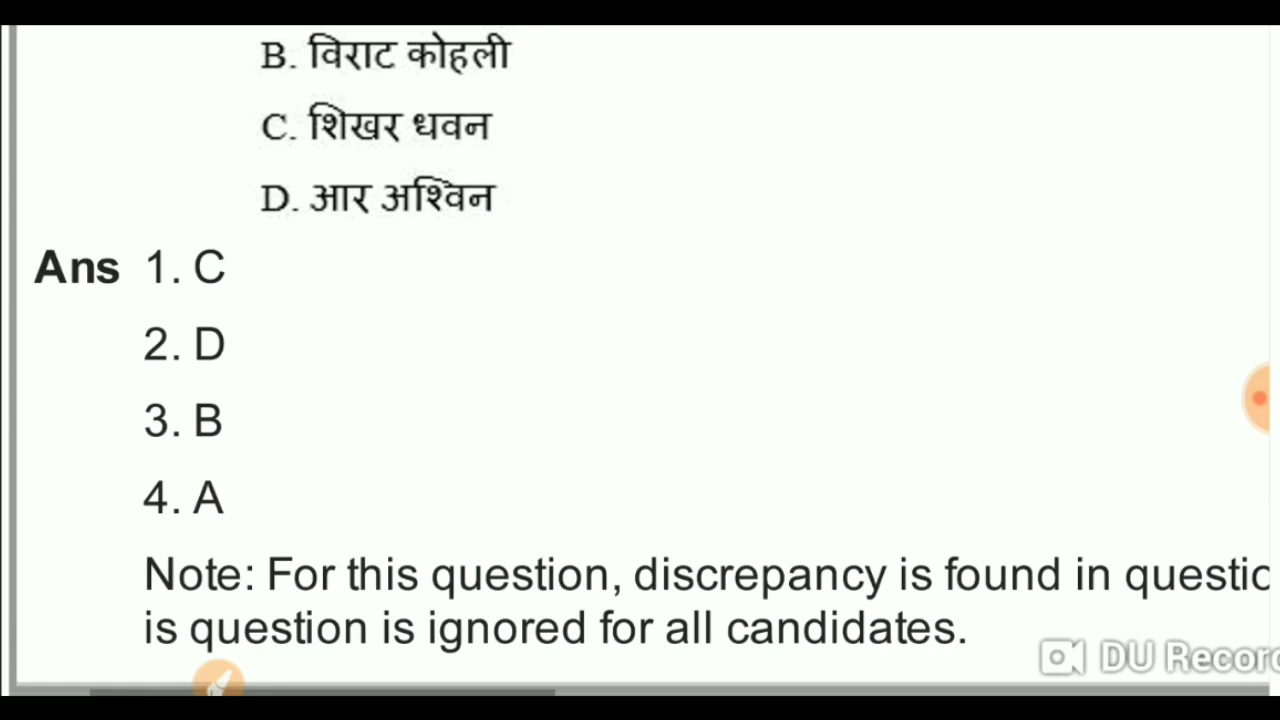 B. विराट कोहली
C. शिखर धवन
D. आर अश्विन
Ans 1. C
2. D
3. B
4. A
Note: For this question, discrepancy is found in questic
is question is ignored for all candidates.
DU Recorc